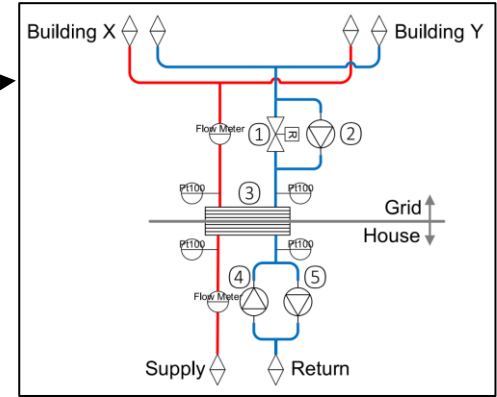 Building X
Building Y
Flow Meter
1
R
2
Pt100
3
Pt100
Grid
House
Pt100
Pt100
4
5
Flow Meter
Supply
Return